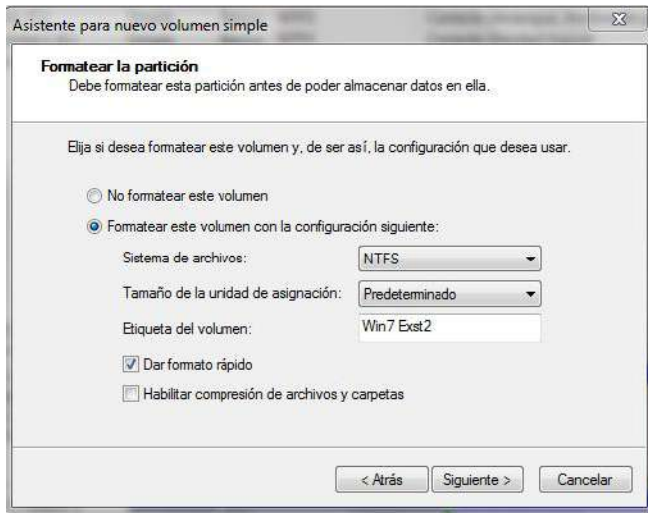 Asistente para nuevo volumen simple
Formatear la partición
Debe formatear esta partición antes de poder almacenar datos en ella.
Elija si desea formatear este volumen y, de ser así, la configuración que desea usar.
No formatear este volumen
Formatear este volumen con la configuración siguiente:
Sistema de archivos: NTFS
Tamaño de la unidad de asignación: Predeterminado
Etiqueta del volumen: Win7 Exst2
Dar formato rápido
Habilitar compresión de archivos y carpetas
< Atrás Siguiente > Cancelar